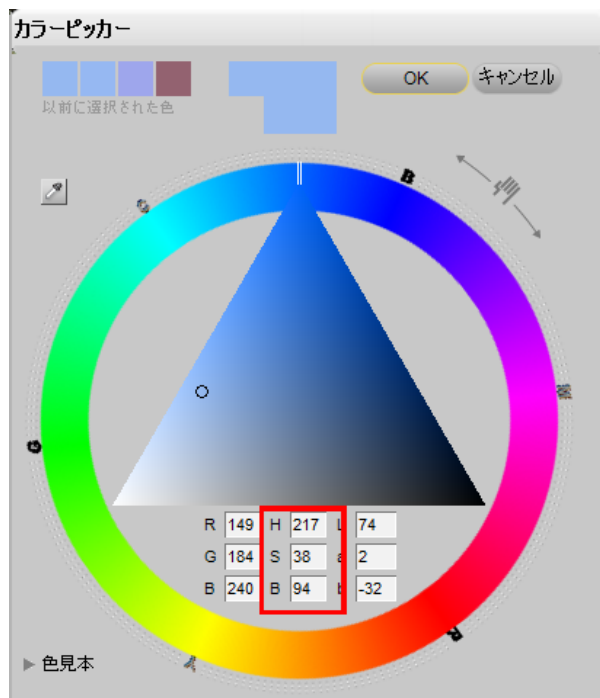 カラーピッカー
OK キャンセル
以前に選択された色
B
G
R
R 149 H 217 L 74
G 184 S 38 a 2
B 240 B 94 b -32
色見本